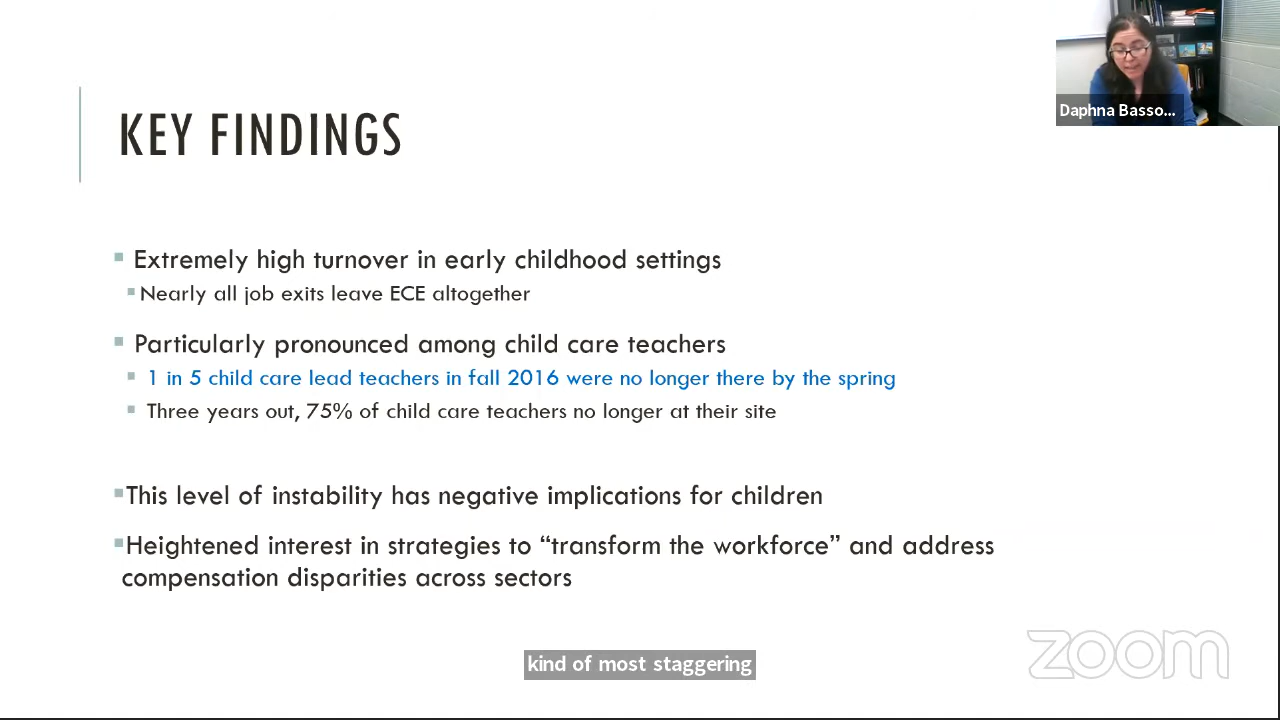 Daphna Basso...
KEY FINDINGS
Extremely high turnover in early childhood settings
Nearly all job exits leave ECE altogether
Particularly pronounced among child care teachers
1 in 5 child care lead teachers in fall 2016 were no longer there by the spring
Three years out, 75% of child care teachers no longer at their site
This level of instability has negative implications for children
Heightened interest in strategies to “transform the workforce” and address
compensation disparities across sectors
kind of most staggering
zoom